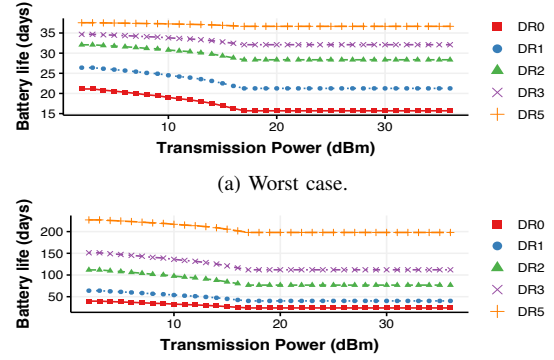 Battery life (days)
35
30
25
20
15
10
20
30
Transmission Power (dBm)
DR0
DR1
DR2
DR3
DR5
(a) Worst case.
Battery life (days)
200
150
100
50
10
20
30
Transmission Power (dBm)
DR0
DR1
DR2
DR3
DR5